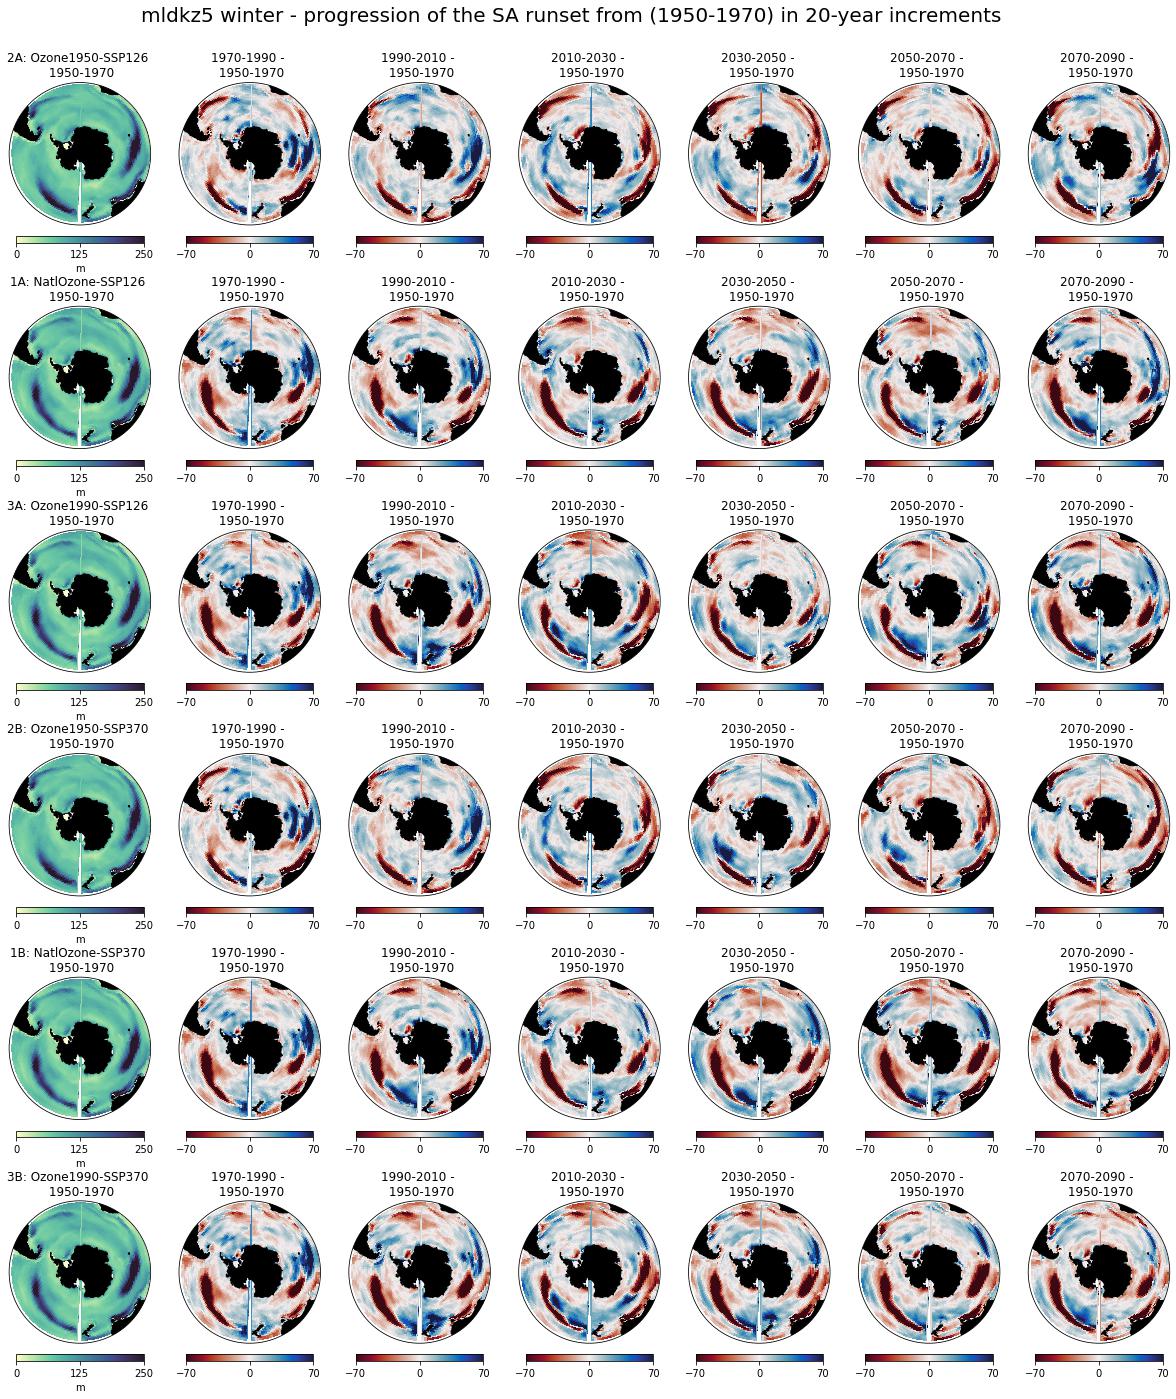 mldkz5 winter - progression of the SA runset from (1950-1970) in 20-year increments
2A: Ozone1950-SSP126 1970-1990 - 1990-2010 - 2010-2030 - 2030-2050 - 2050-2070 - 2070-2090 -
1950-1970 1950-1970 1950-1970 1950-1970 1950-1970 1950-1970 1950-1970
0 125 250 −70 0 70 −70 0 70 −70 0 70 −70 0 70 −70 0 70 −70 0 70
m
1A: NatlOzone-SSP126 1970-1990 - 1990-2010 - 2010-2030 - 2030-2050 - 2050-2070 - 2070-2090 -
1950-1970 1950-1970 1950-1970 1950-1970 1950-1970 1950-1970 1950-1970
0 125 250 −70 0 70 −70 0 70 −70 0 70 −70 0 70 −70 0 70 −70 0 70
m
3A: Ozone1990-SSP126 1970-1990 - 1990-2010 - 2010-2030 - 2030-2050 - 2050-2070 - 2070-2090 -
1950-1970 1950-1970 1950-1970 1950-1970 1950-1970 1950-1970 1950-1970
0 125 250 −70 0 70 −70 0 70 −70 0 70 −70 0 70 −70 0 70 −70 0 70
m
2B: Ozone1950-SSP370 1970-1990 - 1990-2010 - 2010-2030 - 2030-2050 - 2050-2070 - 2070-2090 -
1950-1970 1950-1970 1950-1970 1950-1970 1950-1970 1950-1970 1950-1970
0 125 250 −70 0 70 −70 0 70 −70 0 70 −70 0 70 −70 0 70 −70 0 70
m
1B: NatlOzone-SSP370 1970-1990 - 1990-2010 - 2010-2030 - 2030-2050 - 2050-2070 - 2070-2090 -
1950-1970 1950-1970 1950-1970 1950-1970 1950-1970 1950-1970 1950-1970
0 125 250 −70 0 70 −70 0 70 −70 0 70 −70 0 70 −70 0 70 −70 0 70
m
3B: Ozone1990-SSP370 1970-1990 - 1990-2010 - 2010-2030 - 2030-2050 - 2050-2070 - 2070-2090 -
1950-1970 1950-1970 1950-1970 1950-1970 1950-1970 1950-1970 1950-1970
0 125 250 −70 0 70 −70 0 70 −70 0 70 −70 0 70 −70 0 70 −70 0 70
m